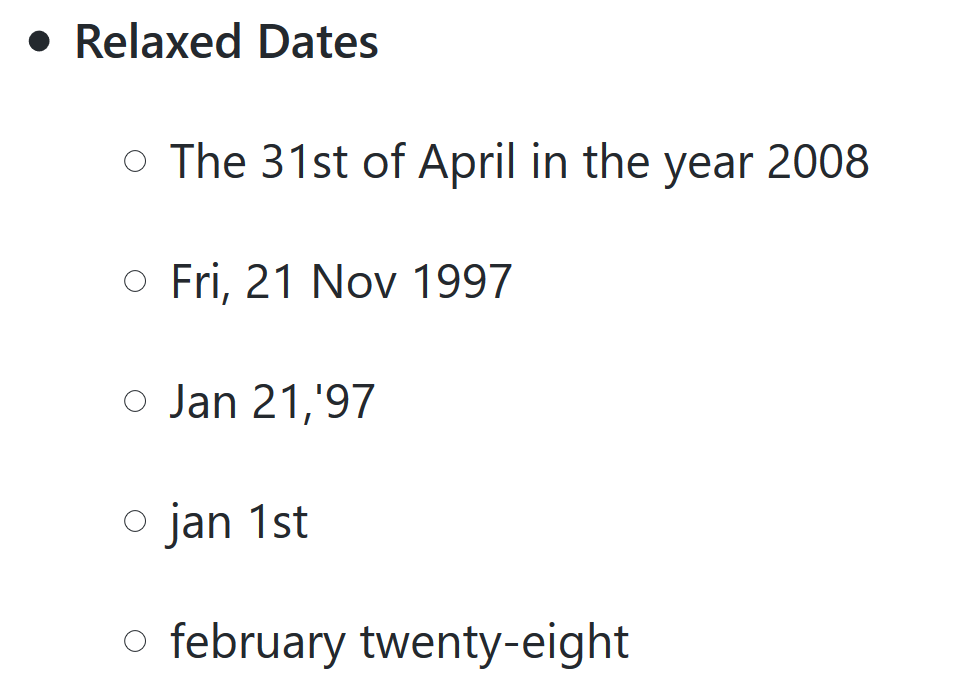 Relaxed Dates
The 31st of April in the year 2008
Fri, 21 Nov 1997
Jan 21,'97
jan 1st
february twenty-eight